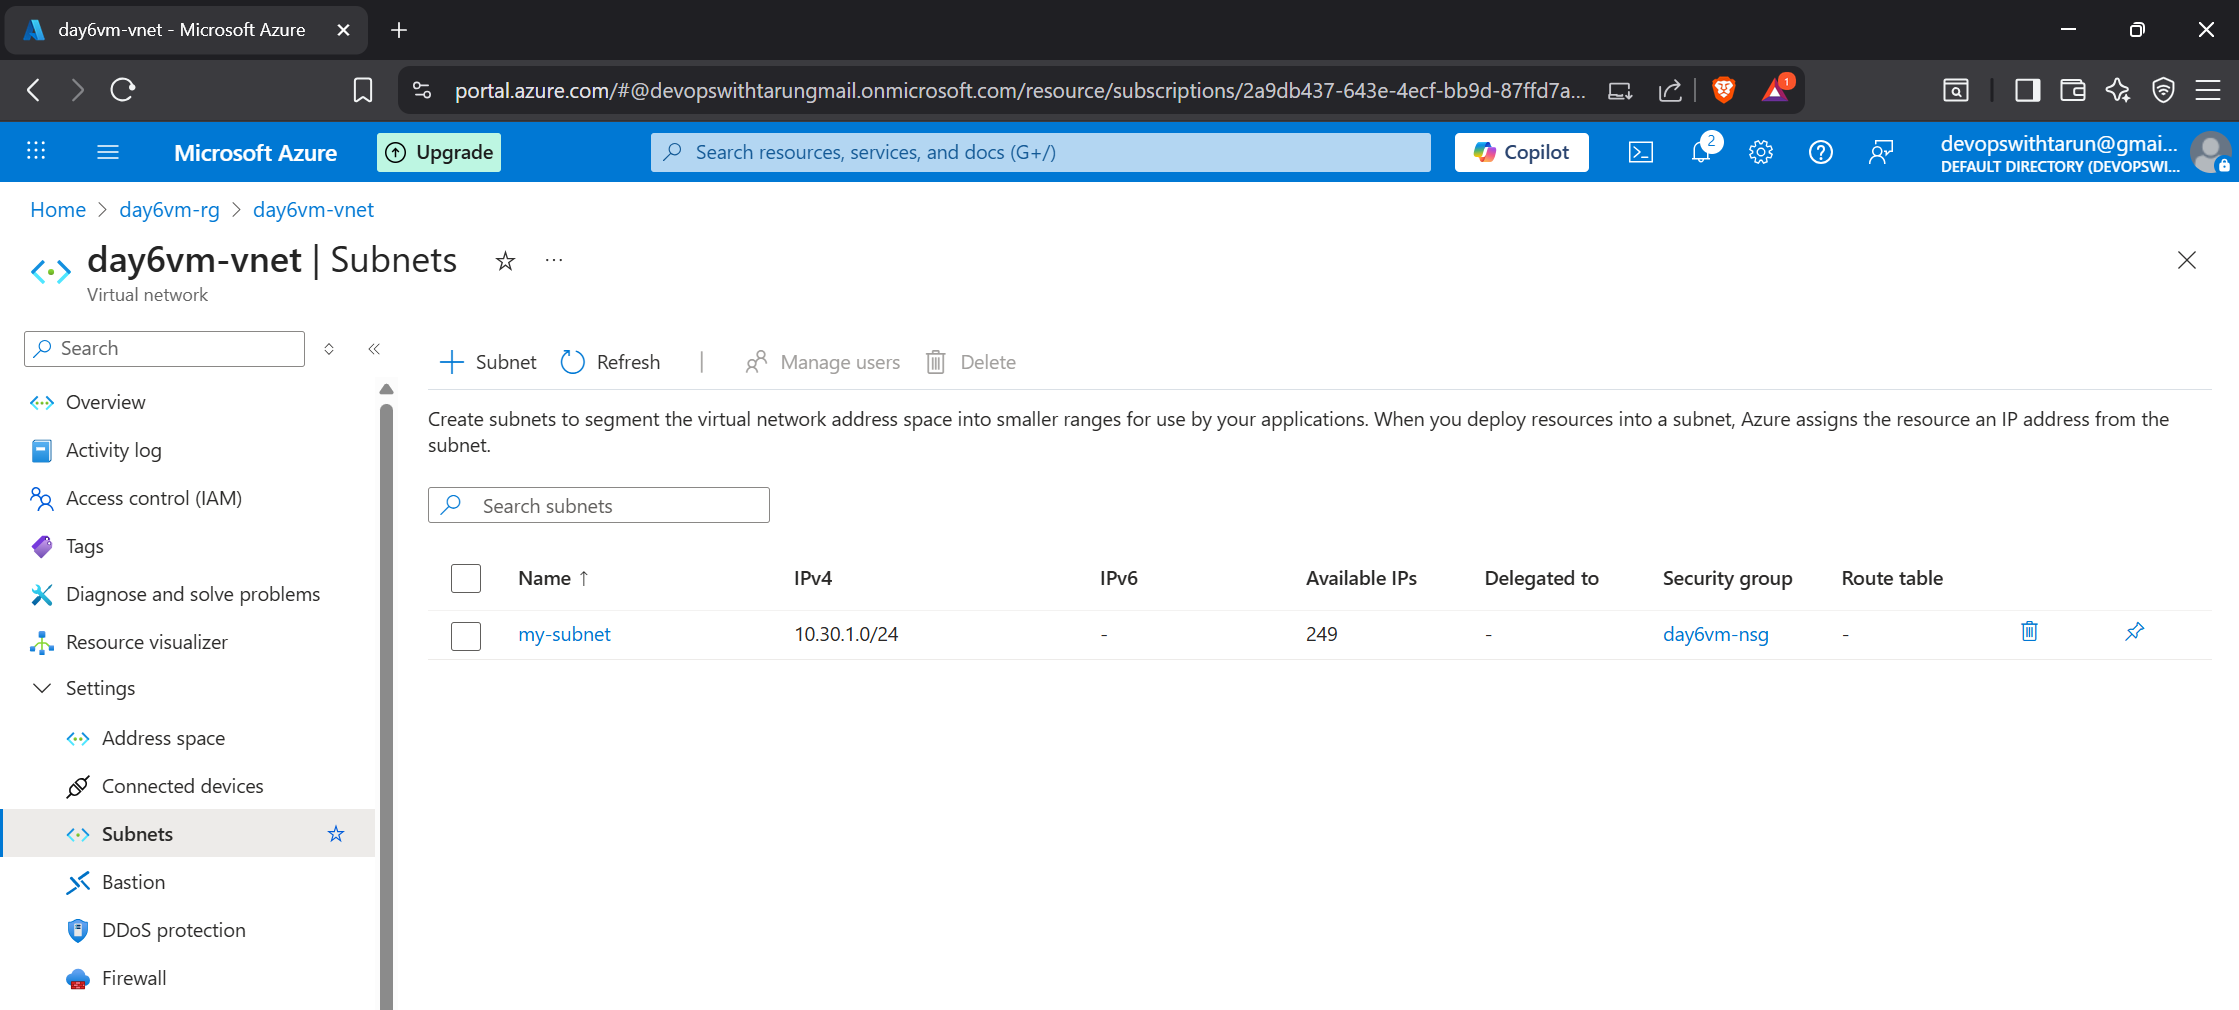 day6vm-vnet - Microsoft Azure
portal.azure.com/#@devopswithtarungmail.onmicrosoft.com/resource/subscriptions/2a9db437-643e-4ecf-bb9d-87ffd7a...
1
Microsoft Azure
Upgrade
Search resources, services, and docs (G+/)
Copilot
2
devopswithtarun@gmai...
DEFAULT DIRECTORY (DEVOPSWI...
Home > day6vm-rg > day6vm-vnet
day6vm-vnet | Subnets
Virtual network
Search
Subnet
Refresh
Manage users
Delete
Overview
Activity log
Access control (IAM)
Tags
Diagnose and solve problems
Resource visualizer
Settings
Address space
Connected devices
Subnets
Bastion
DDoS protection
Firewall
Create subnets to segment the virtual network address space into smaller ranges for use by your applications. When you deploy resources into a subnet, Azure assigns the resource an IP address from the
subnet.
Search subnets
Name ↑ IPv4 IPv6 Available IPs Delegated to Security group Route table
my-subnet 10.30.1.0/24 - 249 - day6vm-nsg -